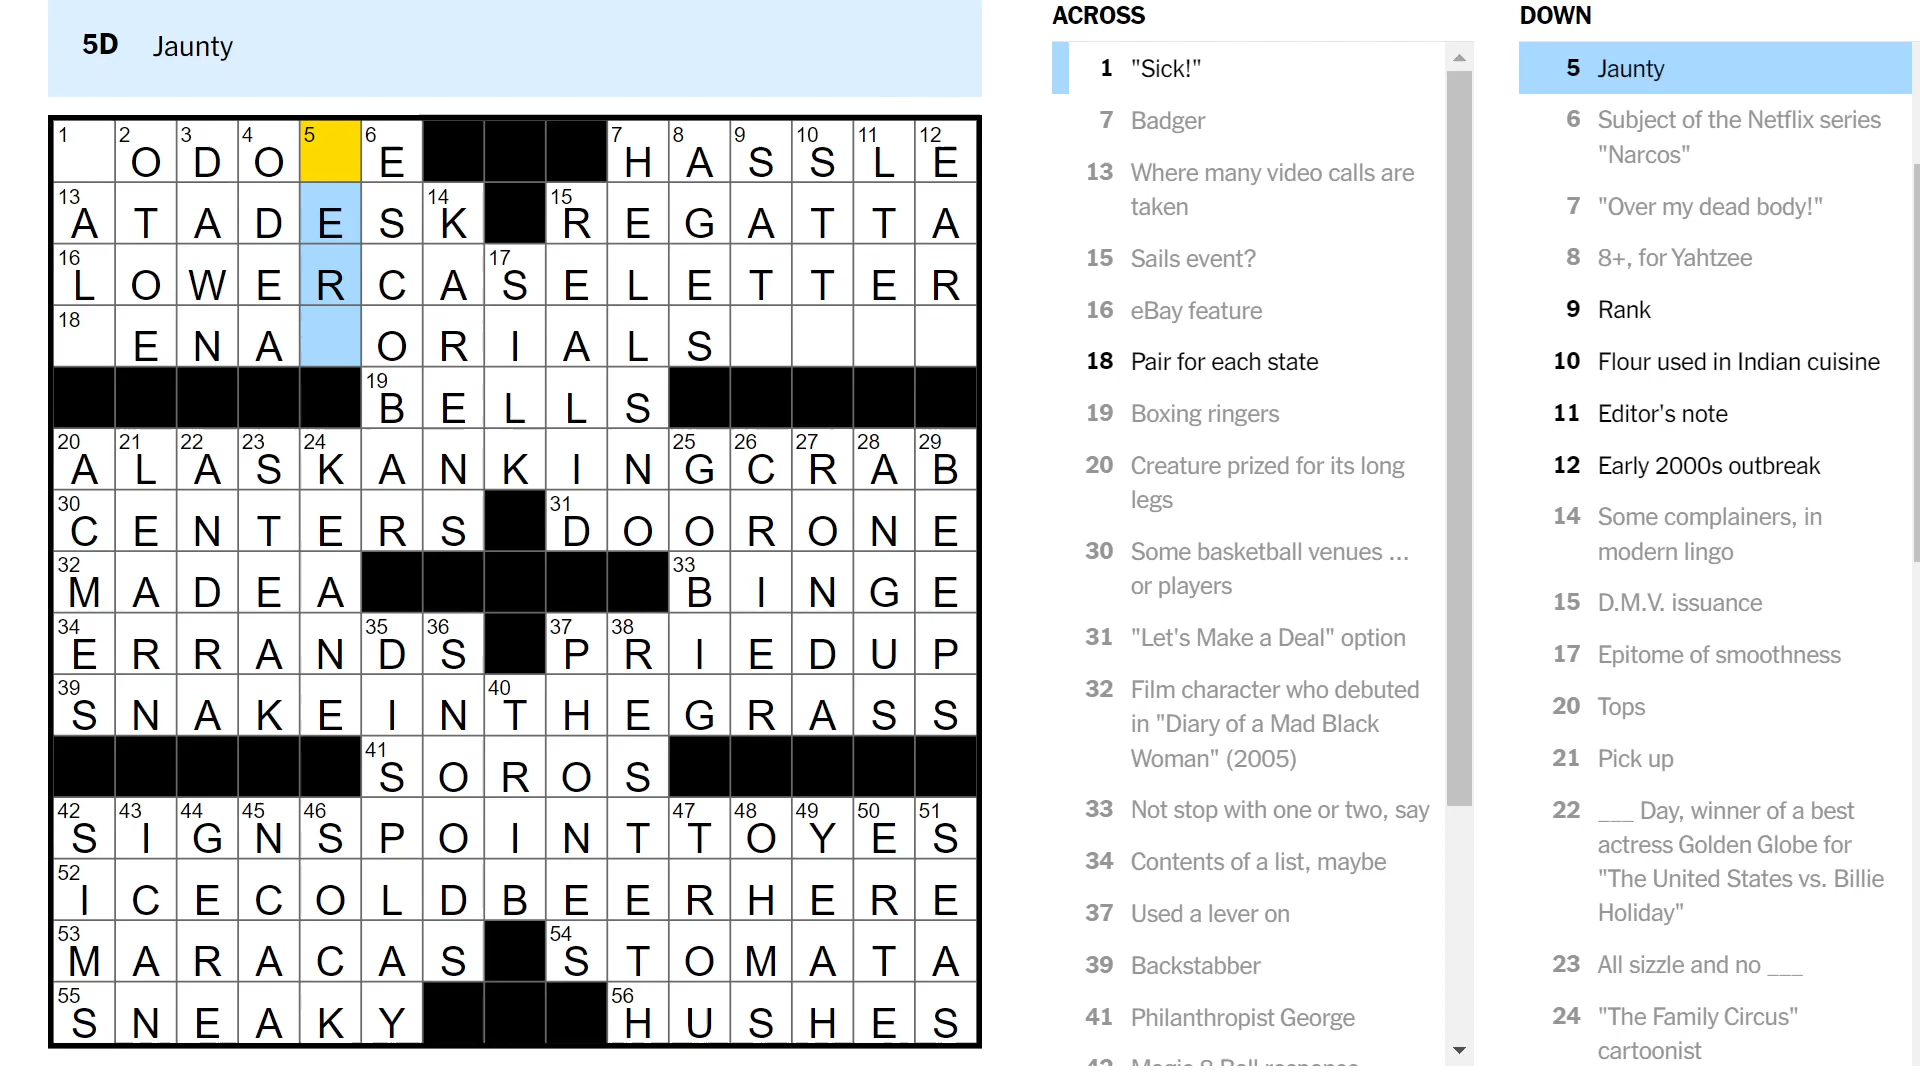 5D Jaunty
1 2 O 3 D 4 O 5 6 E 7 H 8 A 9 S 10 S 11 L 12 E
13 A T A D E S 14 K 15 R E G A T T A
16 L O W E R C A 17 S E L E T T E R
18 E N A O R I A L S
19 B E L L S
20 A 21 L 22 A 23 S 24 K A N K I N 25 G 26 C 27 R 28 A 29 B
30 C E N T E R S 31 D O O R O N E
32 M A D E A 33 B I N G E
34 E R R A N 35 D 36 S 37 P 38 R I E D U P
39 S N A K E I N 40 T H E G R A S S
41 S O R O S
42 S 43 I 44 G 45 N 46 S P O I N T 47 T 48 O 49 Y 50 E 51 S
52 I C E C O L D B E E R H E R E
53 M A R A C A S 54 S T O M A T A
55 S N E A K Y 56 H U S H E S
ACROSS
1 "Sick!"
7 Badger
13 Where many video calls are
taken
15 Sails event?
16 eBay feature
18 Pair for each state
19 Boxing ringers
20 Creature prized for its long
legs
30 Some basketball venues ...
or players
31 "Let's Make a Deal" option
32 Film character who debuted
in "Diary of a Mad Black
Woman" (2005)
33 Not stop with one or two, say
34 Contents of a list, maybe
37 Used a lever on
39 Backstabber
41 Philanthropist George
42 Magic 8 Ball response
DOWN
5 Jaunty
6 Subject of the Netflix series
"Narcos"
7 "Over my dead body!"
8 8+, for Yahtzee
9 Rank
10 Flour used in Indian cuisine
11 Editor's note
12 Early 2000s outbreak
14 Some complainers, in
modern lingo
15 D.M.V. issuance
17 Epitome of smoothness
20 Tops
21 Pick up
22 ___ Day, winner of a best
actress Golden Globe for
"The United States vs. Billie
Holiday"
23 All sizzle and no ___
24 "The Family Circus"
cartoonist